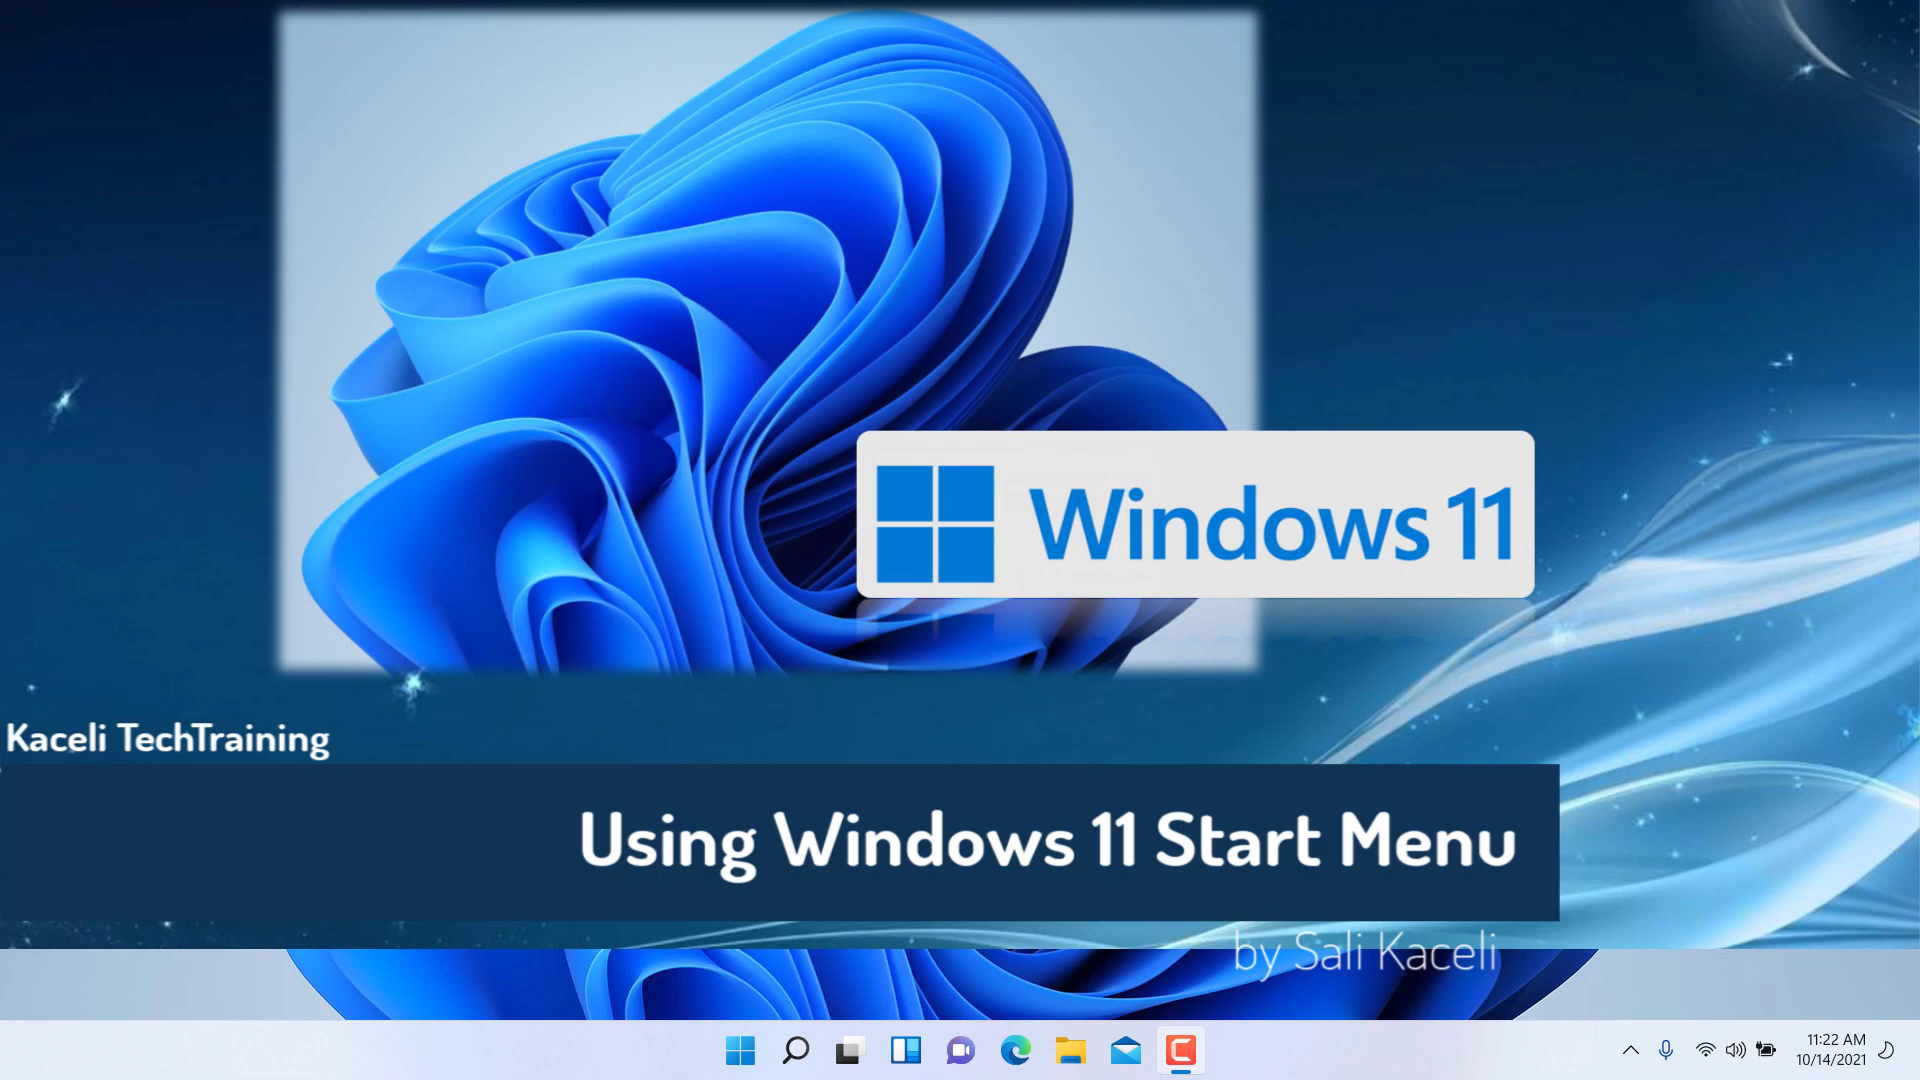 Windows 11
Kaceli TechTraining
Using Windows 11 Start Menu
by Sali Kaceli
11:22 AM
10/14/2021